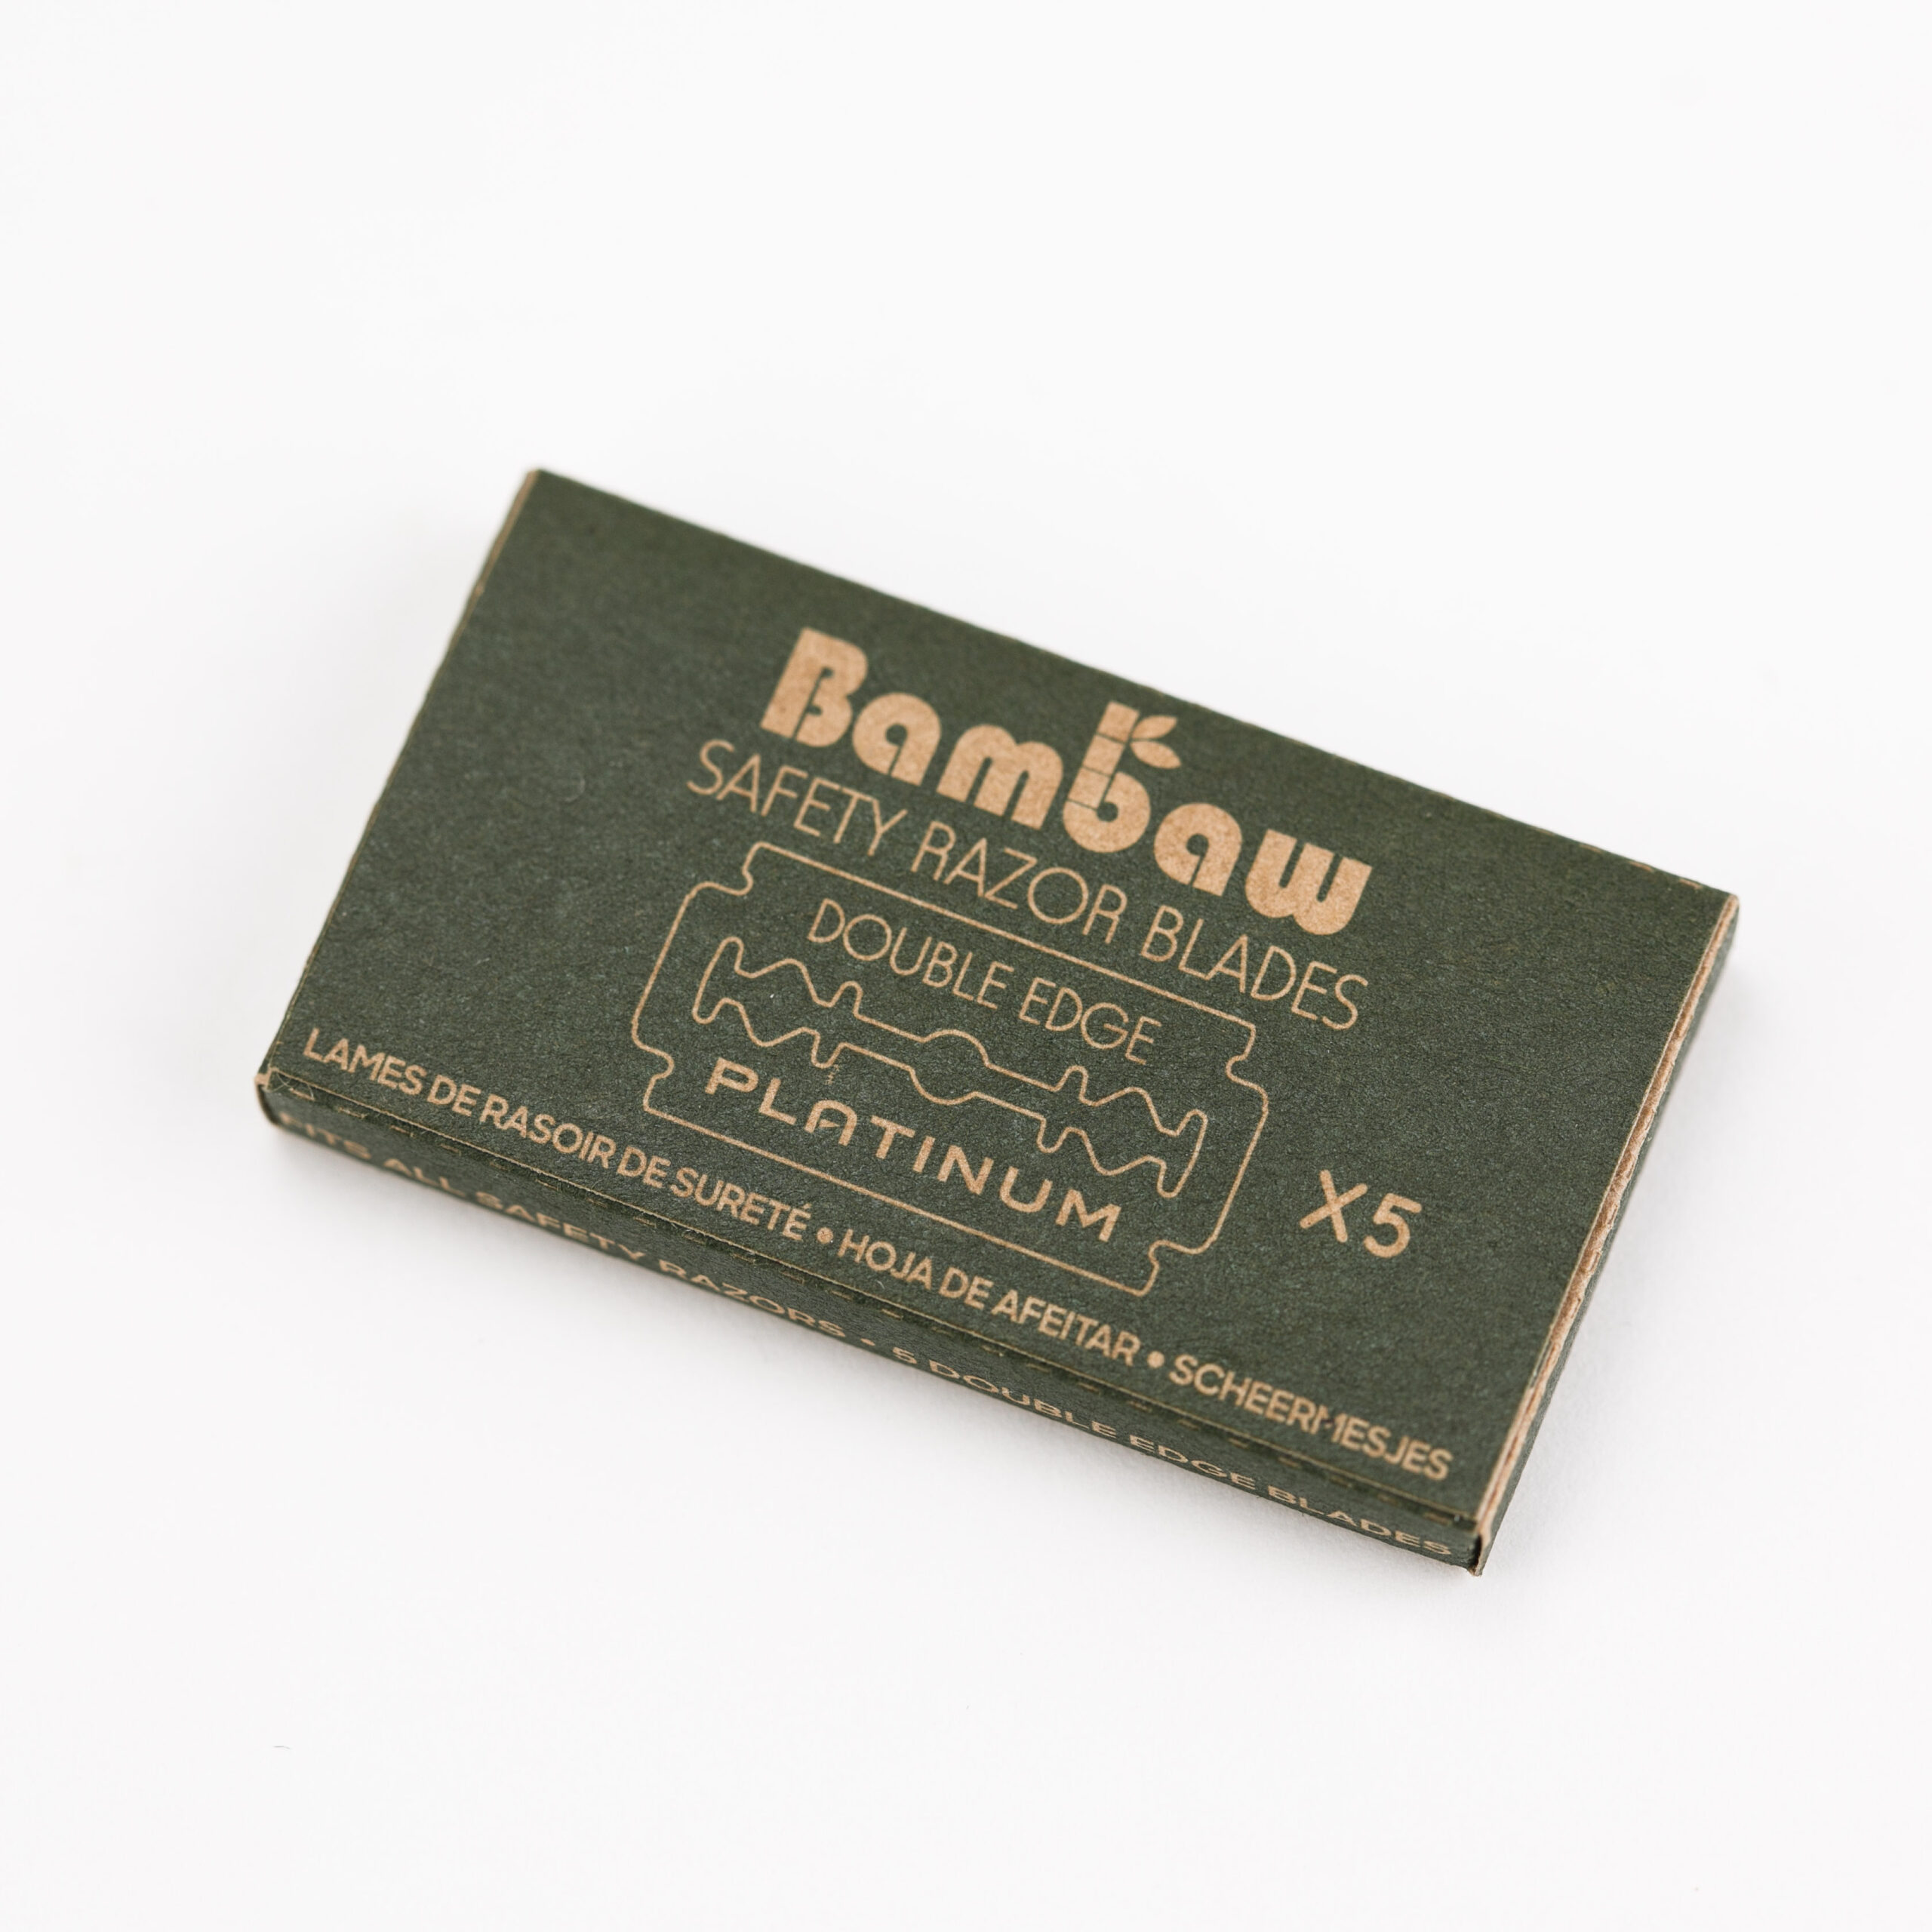 Bambaw
SAFETY RAZOR BLADES
DOUBLE EDGE
PLATINUM
X5
LAMES DE RASOIR DE SURETÉ • HOJA DE AFEITAR • SCHEERMESJES
FITS ALL SAFETY RAZORS • 5 DOUBLE EDGE BLADES